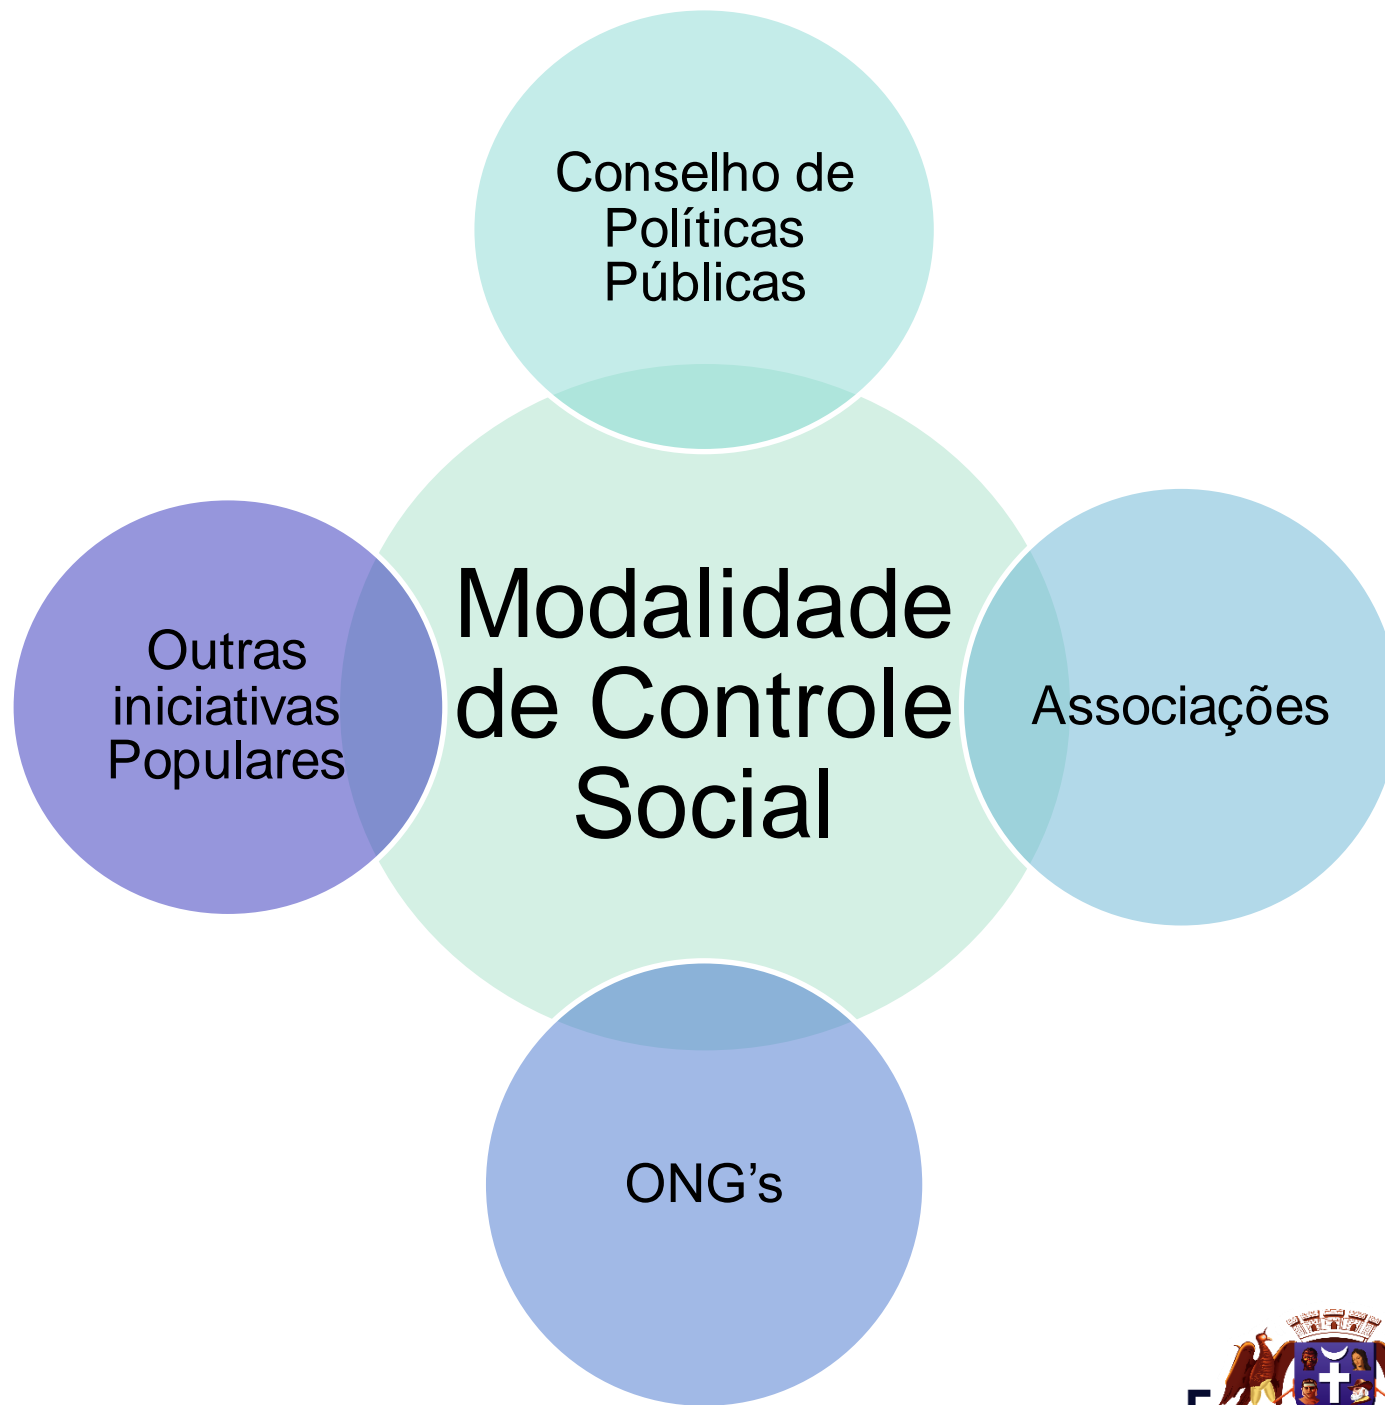 Conselho de
Políticas
Públicas
Outras
iniciativas
Populares
Modalidade
de Controle
Social
Associações
ONG’s